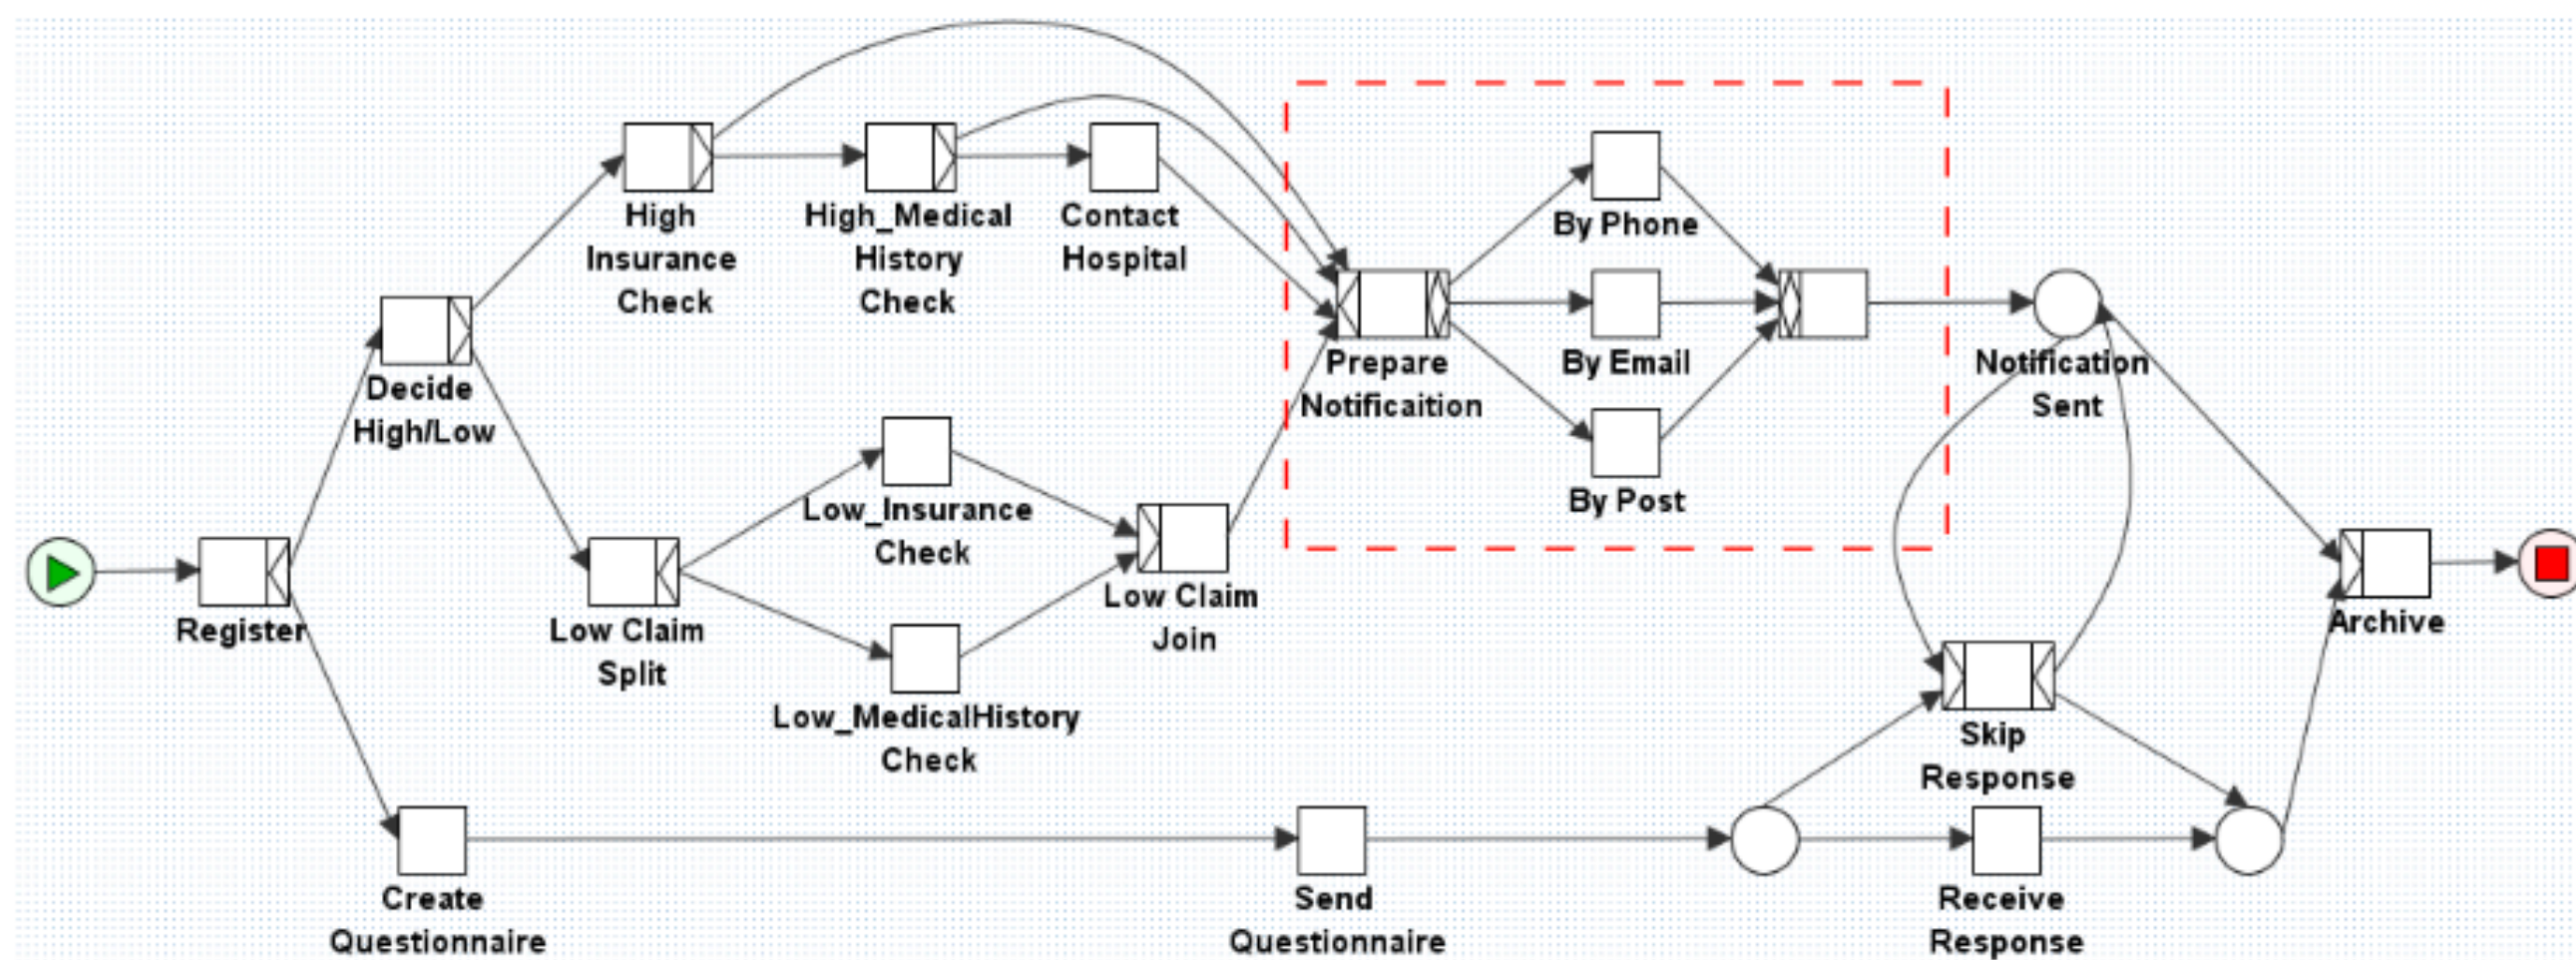 High
Insurance
Check
High_Medical
History
Check
Contact
Hospital
By Phone
Decide
High/Low
Prepare
Notificaition
By Email
Notification
Sent
By Post
Low_Insurance
Check
Register
Low Claim
Split
Low Claim
Join
Archive
Low_MedicalHistory
Check
Skip
Response
Create
Questionnaire
Send
Questionnaire
Receive
Response